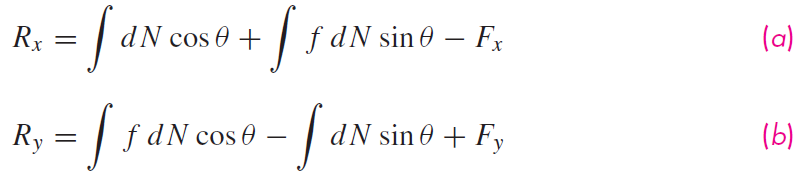 R_x = ∫ dN cos θ + ∫ f dN sin θ − F_x (a)
R_y = ∫ f dN cos θ − ∫ dN sin θ + F_y (b)